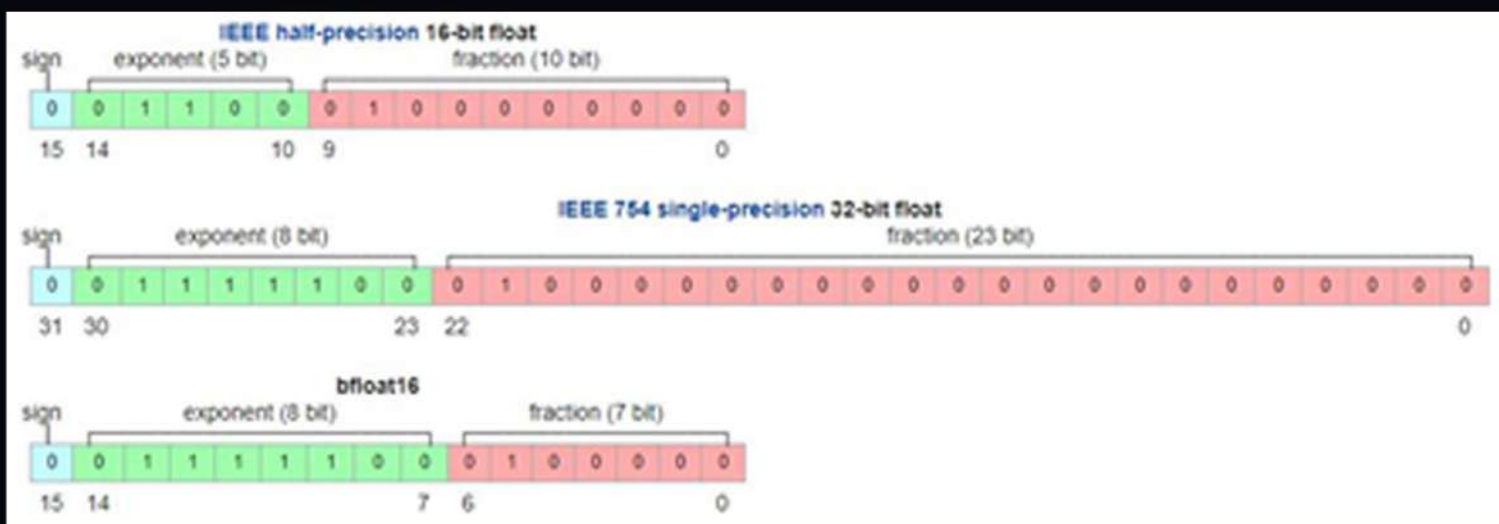 IEEE half-precision 16-bit float
sign exponent (5 bit) fraction (10 bit)
0 0 1 1 0 0 0 1 0 0 0 0 0 0 0 0
15 14 10 9 0
IEEE 754 single-precision 32-bit float
sign exponent (8 bit) fraction (23 bit)
0 0 1 1 1 1 1 0 0 0 1 0 0 0 0 0 0 0 0 0 0 0 0 0 0 0 0 0 0 0 0 0
31 30 23 22 0
bfloat16
sign exponent (8 bit) fraction (7 bit)
0 0 1 1 1 1 1 0 0 0 1 0 0 0 0 0
15 14 7 6 0